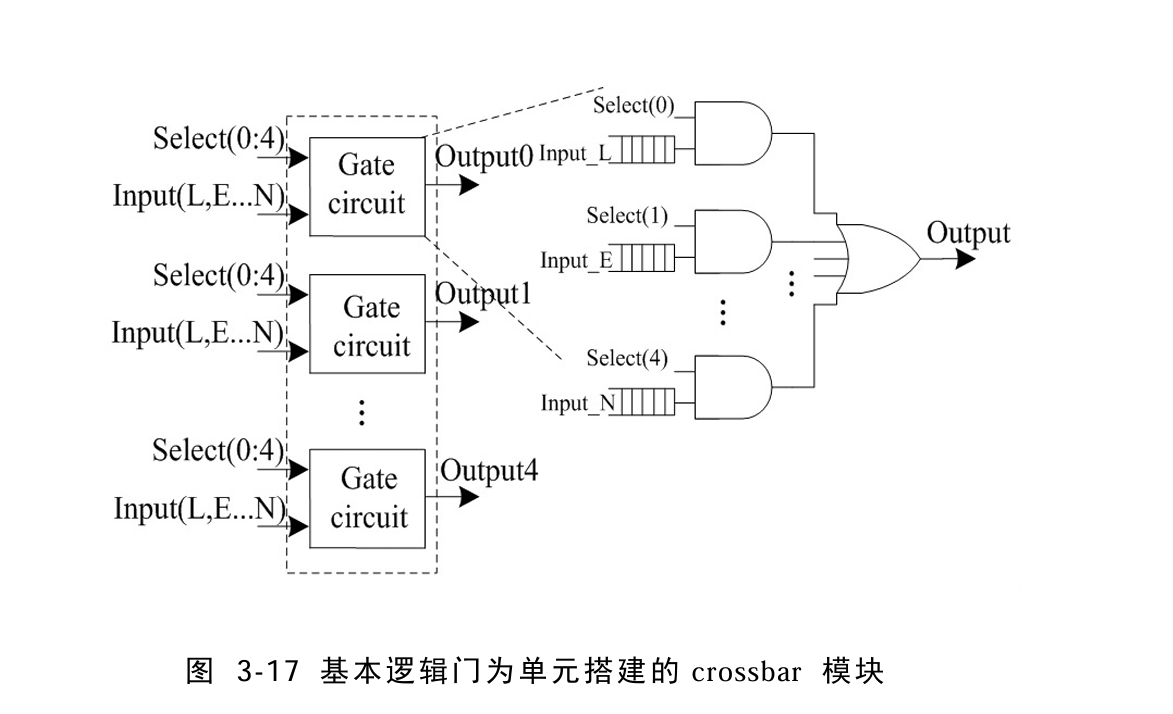 Select(0:4)
Input(L,E...N)
Gate
circuit
Output0
Select(0:4)
Input(L,E...N)
Gate
circuit
Output1
Select(0:4)
Input(L,E...N)
Gate
circuit
Output4
Select(0)
Input_L
Select(1)
Input_E
Select(4)
Input_N
Output
图 3-17 基本逻辑门为单元搭建的 crossbar 模块